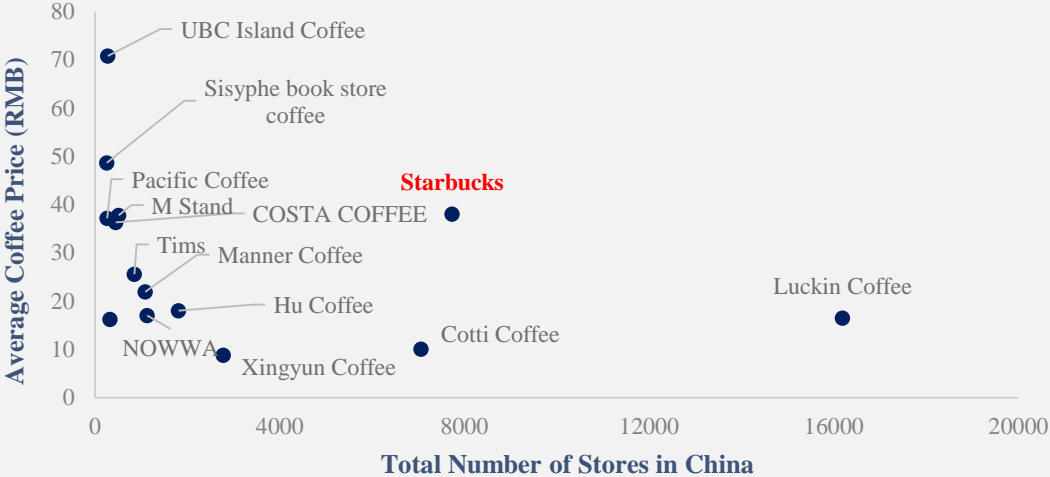 80
70
60
50
40
30
20
10
0
Average Coffee Price (RMB)
UBC Island Coffee
Sisyphe book store
coffee
Pacific Coffee
M Stand
COSTA COFFEE
Starbucks
Tims
Manner Coffee
Hu Coffee
NOWWA
Xingyun Coffee
Cotti Coffee
Luckin Coffee
0
4000
8000
12000
16000
20000
Total Number of Stores in China